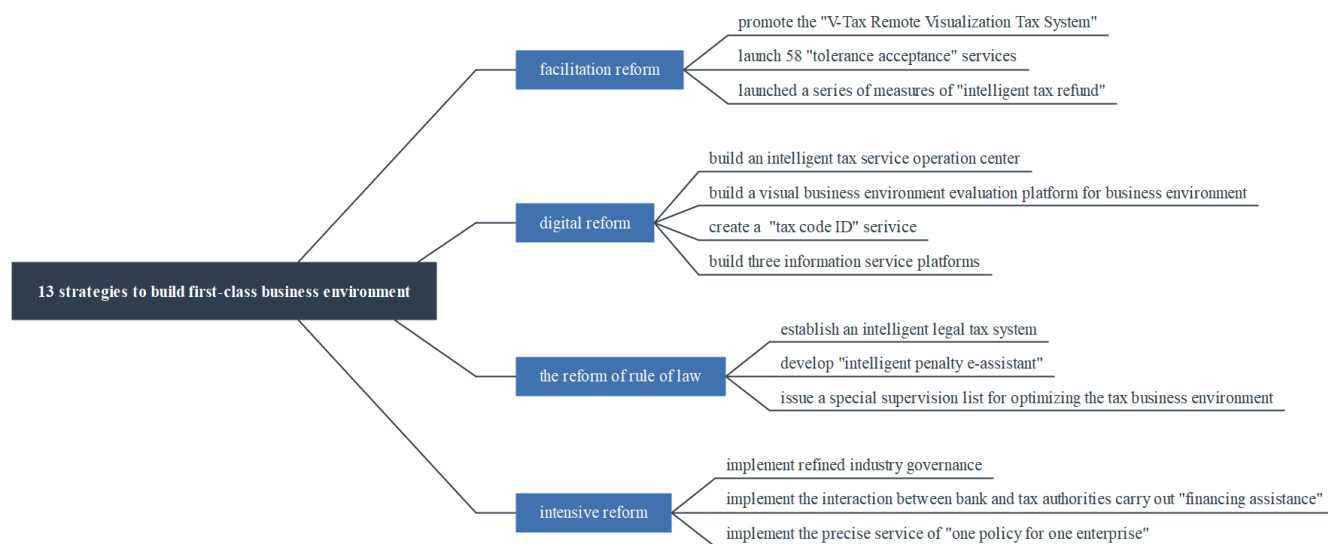 13 strategies to build first-class business environment
facilitation reform
promote the "V-Tax Remote Visualization Tax System"
launch 58 "tolerance acceptance" services
launched a series of measures of "intelligent tax refund"
digital reform
build an intelligent tax service operation center
build a visual business environment evaluation platform for business environment
create a "tax code ID" serivice
build three information service platforms
the reform of rule of law
establish an intelligent legal tax system
develop "intelligent penalty e-assistant"
issue a special supervision list for optimizing the tax business environment
intensive reform
implement refined industry governance
implement the interaction between bank and tax authorities carry out "financing assistance"
implement the precise service of "one policy for one enterprise"